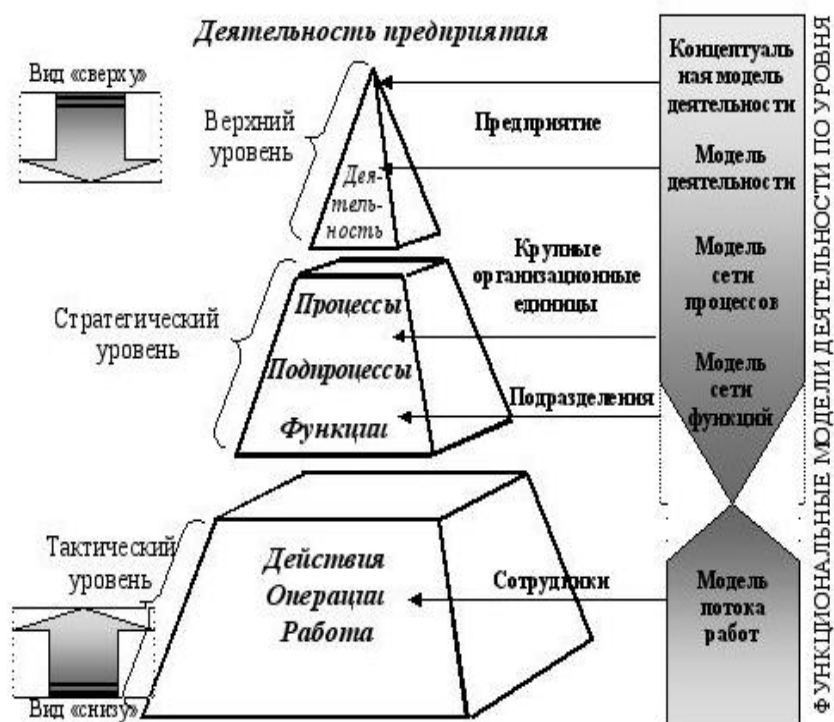 Деятельность предприятия
Вид «сверху»
Верхний
уровень
Дея-
тель-
ность
Предприятие
Концептуаль
ная модель
деятельности
Модель
деятельности
Стратегический
уровень
Процессы
Подпроцессы
Функции
Крупные
организационные
единицы
Подразделения
Модель
сети
процессов
Модель
сети
функций
Тактический
уровень
Действия
Операции
Работа
Сотрудники
Модель
потока
работ
Вид «снизу»
ФУНКЦИОНАЛЬНЫЕ МОДЕЛИ ДЕЯТЕЛЬНОСТИ ПО УРОВНЯ